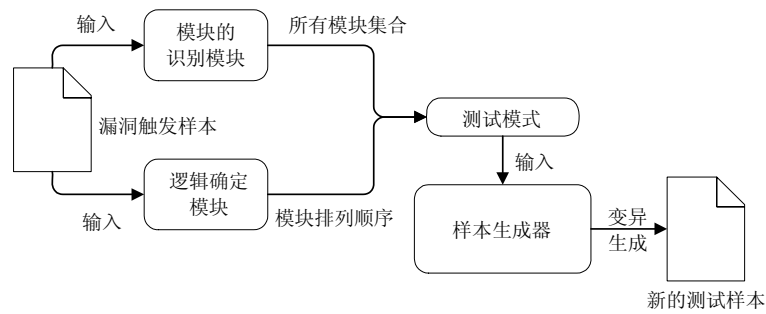 输入
模块的
识别模块
所有模块集合
漏洞触发样本
测试模式
输入
逻辑确定
模块
输入
模块排列顺序
样本生成器
变异
生成
新的测试样本